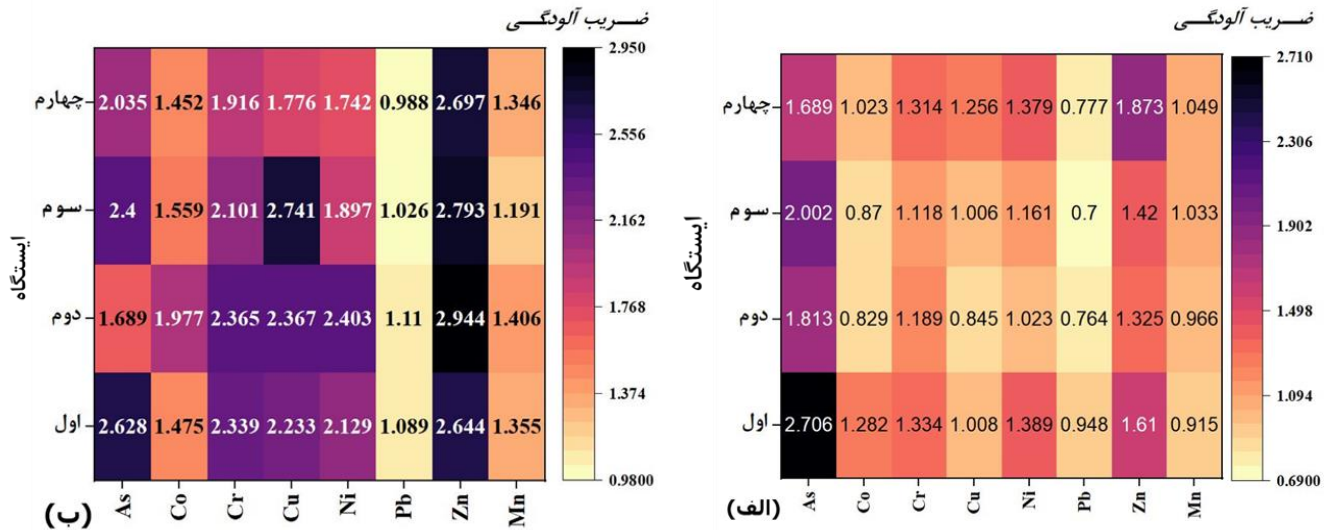 ضریب آلودگی
2.950
2.556
2.162
1.768
1.374
0.9800
ایستگاه
چهارم
2.035 1.452 1.916 1.776 1.742 0.988 2.697 1.346
سوم
2.4 1.559 2.101 2.741 1.897 1.026 2.793 1.191
دوم
1.689 1.977 2.365 2.367 2.403 1.11 2.944 1.406
اول
2.628 1.475 2.339 2.233 2.129 1.089 2.644 1.355
As Co Cr Cu Ni Pb Zn Mn
(ب)
ضریب آلودگی
2.710
2.306
1.902
1.498
1.094
0.6900
ایستگاه
چهارم
1.689 1.023 1.314 1.256 1.379 0.777 1.873 1.049
سوم
2.002 0.87 1.118 1.006 1.161 0.7 1.42 1.033
دوم
1.813 0.829 1.189 0.845 1.023 0.764 1.325 0.966
اول
2.706 1.282 1.334 1.008 1.389 0.948 1.61 0.915
As Co Cr Cu Ni Pb Zn Mn
(الف)